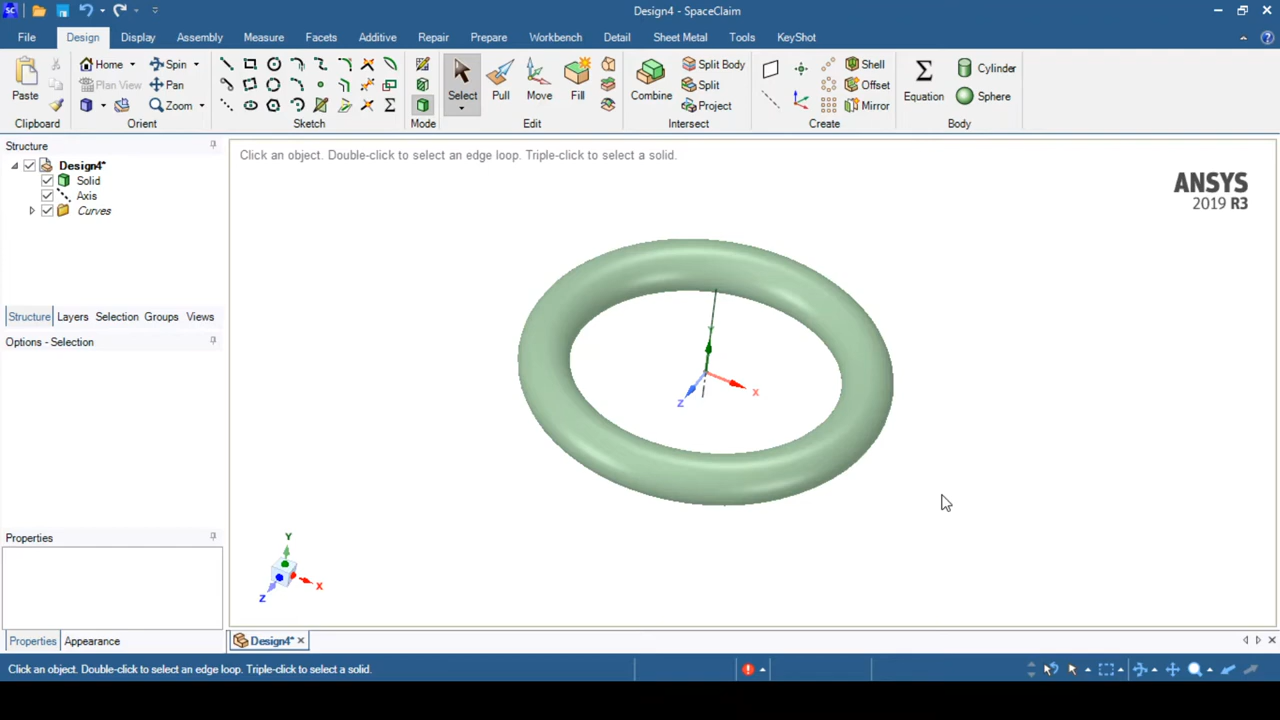 Design4 - SpaceClaim
File Design Display Assembly Measure Facets Additive Repair Prepare Workbench Detail Sheet Metal Tools KeyShot
Home Spin Split Body Shell Cylinder
Plan View Pan Split Offset
Paste Select Pull Move Fill Combine Equation
Zoom Project Mirror Sphere
Clipboard Orient Sketch Mode Edit Intersect Create Body
Structure
Click an object. Double-click to select an edge loop. Triple-click to select a solid.
Design4*
Solid
Axis
Curves
ANSYS
2019 R3
Structure Layers Selection Groups Views
Options - Selection
Y
X
Z
Properties
Y
X
Z
Properties Appearance
Design4*
Click an object. Double-click to select an edge loop. Triple-click to select a solid.